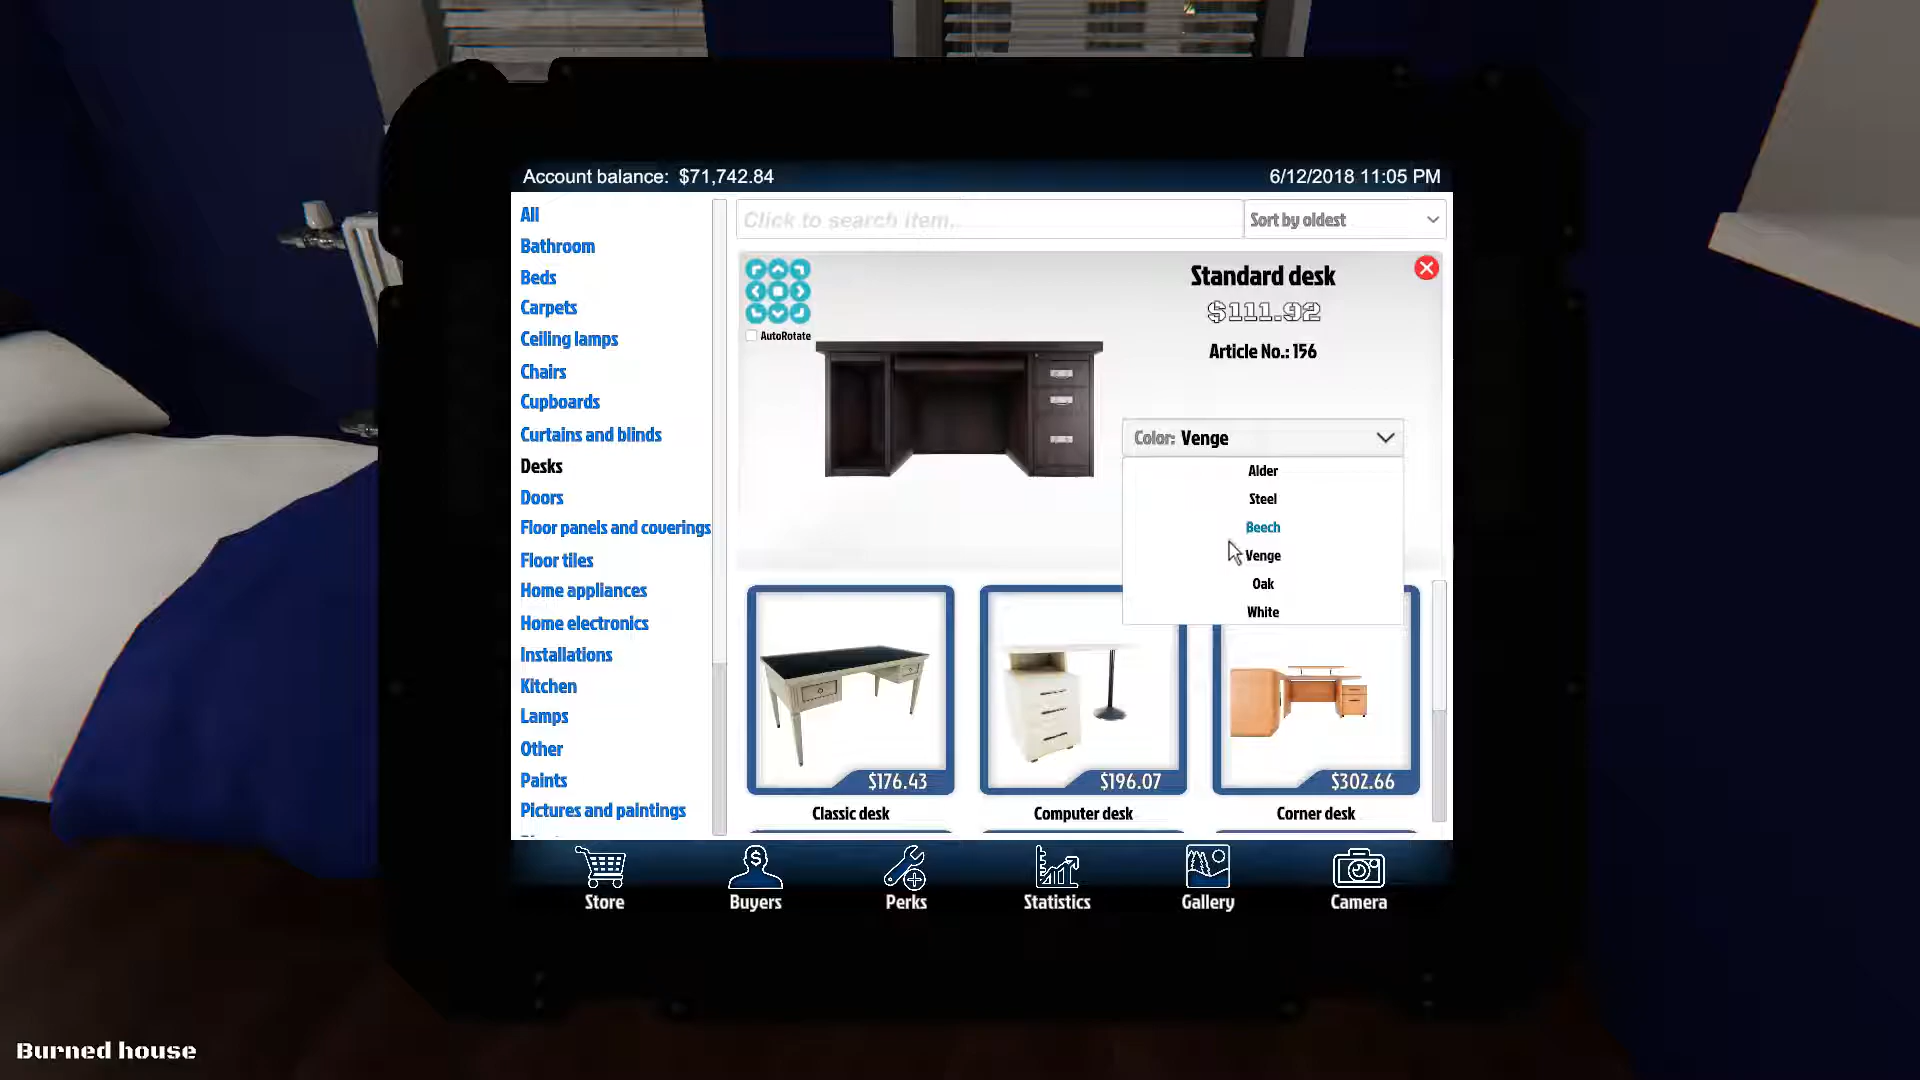 Account balance: $71,742.84
6/12/2018 11:05 PM
All
Bathroom
Beds
Carpets
Ceiling lamps
Chairs
Cupboards
Curtains and blinds
Desks
Doors
Floor panels and coverings
Floor tiles
Home appliances
Home electronics
Installations
Kitchen
Lamps
Other
Paints
Pictures and paintings
Click to search item..
Sort by oldest
AutoRotate
Standard desk
$111.92
Article No.: 156
Color: Venge
Alder
Steel
Beech
Venge
Oak
White
$176.43
$196.07
$302.66
Classic desk
Computer desk
Corner desk
Store
Buyers
Perks
Statistics
Gallery
Camera
Burned house